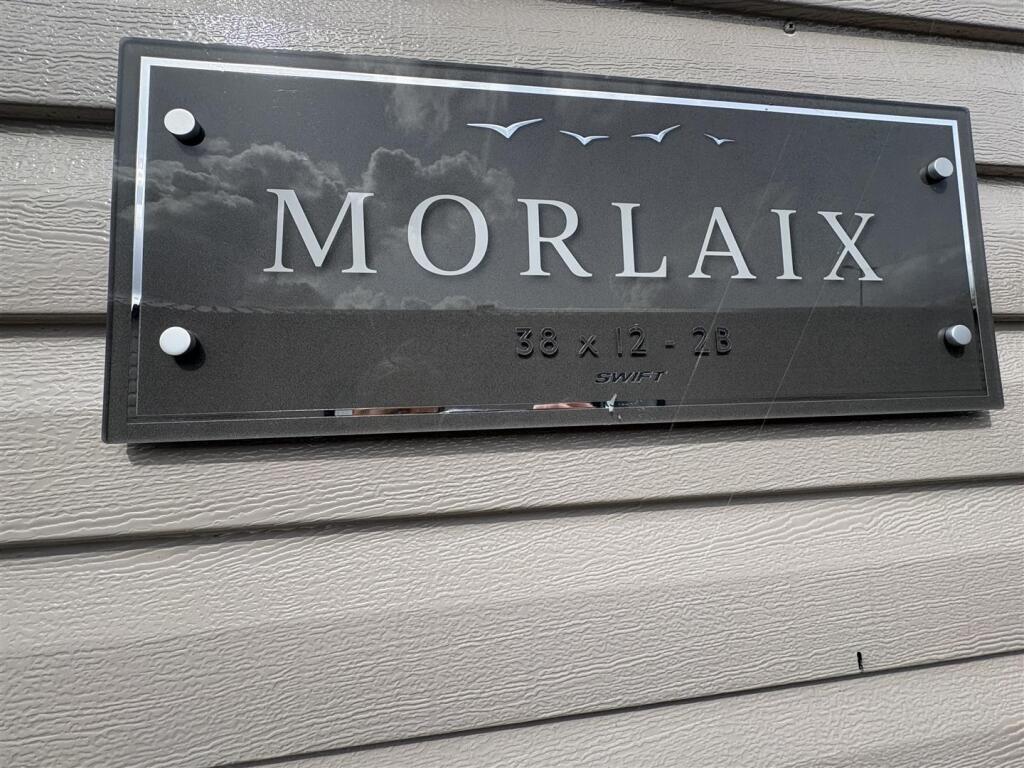 MORLAIX
38 x 12 - 2B
SWIFT